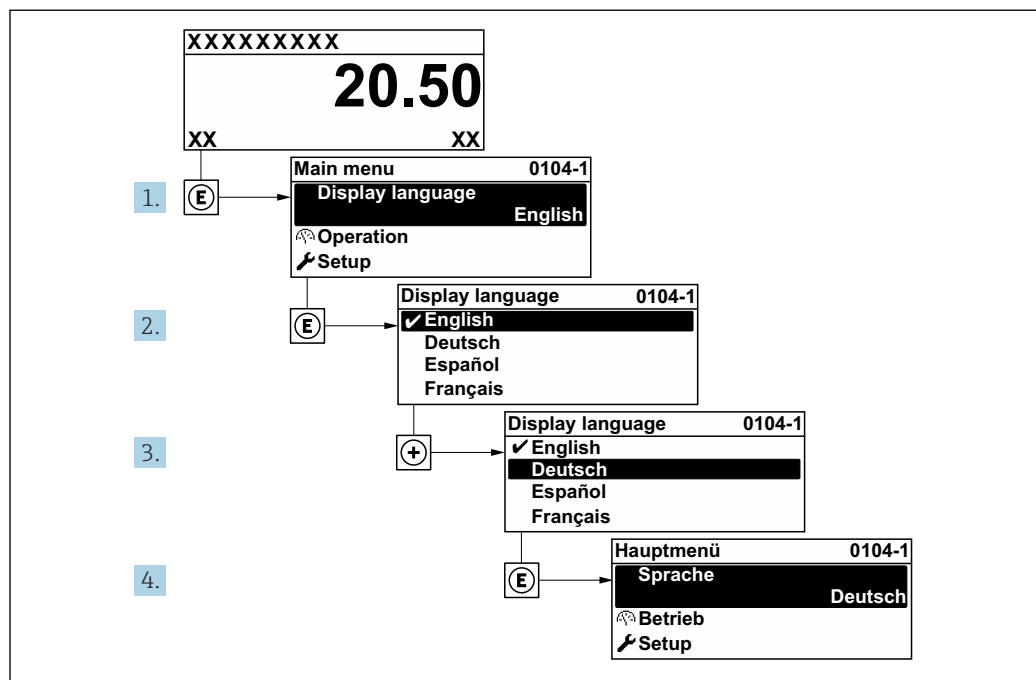 XXXXXXXXX
20.50
XX XX
1.
E
Main menu 0104-1
Display language
English
Operation
Setup
2.
E
Display language 0104-1
✔ English
Deutsch
Español
Français
3.
+
Display language 0104-1
✔ English
Deutsch
Español
Français
4.
E
Hauptmenü 0104-1
Sprache
Deutsch
Betrieb
Setup